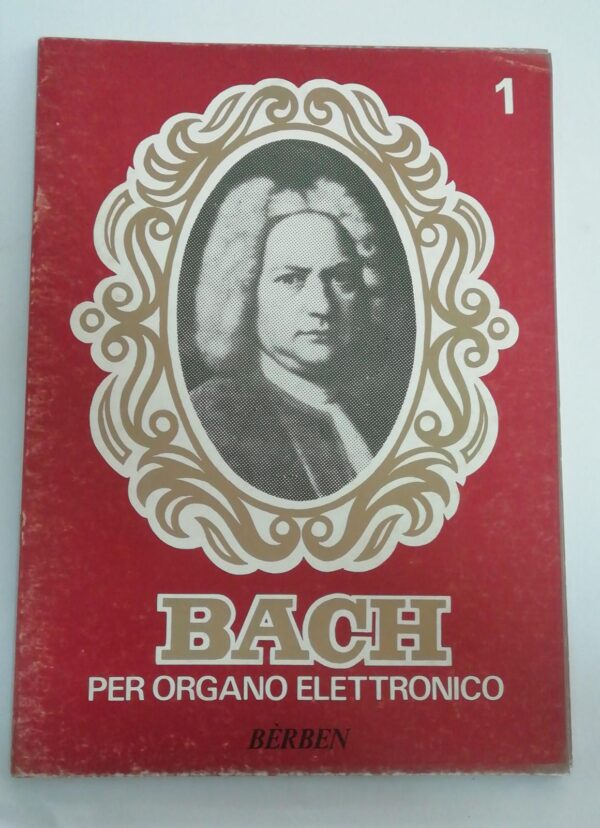 1
BACH
PER ORGANO ELETTRONICO
BÈRBEN